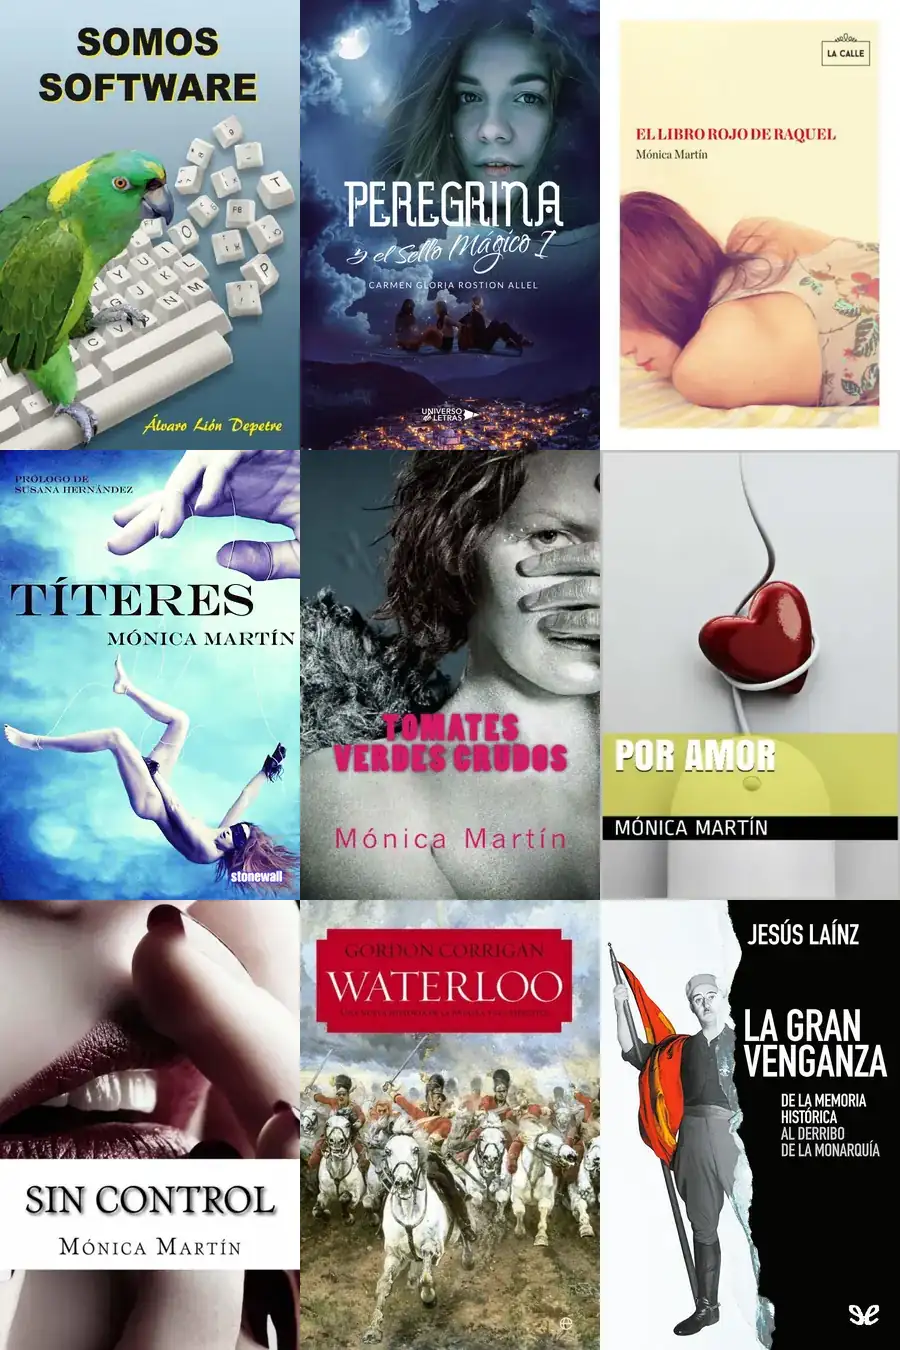 SOMOS
SOFTWARE
Álvaro Lión Depetre
PEREGRINA
y el Sello Mágico I
CARMEN GLORIA ROSTION ALLEL
UNIVERSO
DE LETRAS
LA CALLE
EL LIBRO ROJO DE RAQUEL
Mónica Martín
PRÓLOGO DE
SUSANA HERNÁNDEZ
TÍTERES
MÓNICA MARTÍN
stonewall
TOMATES
VERDES CRUDOS
Mónica Martín
POR AMOR
MÓNICA MARTÍN
SIN CONTROL
MÓNICA MARTÍN
GORDON CORRIGAN
WATERLOO
JESÚS LAÍNZ
LA GRAN
VENGANZA
DE LA MEMORIA
HISTÓRICA
AL DERRIBO
DE LA MONARQUÍA